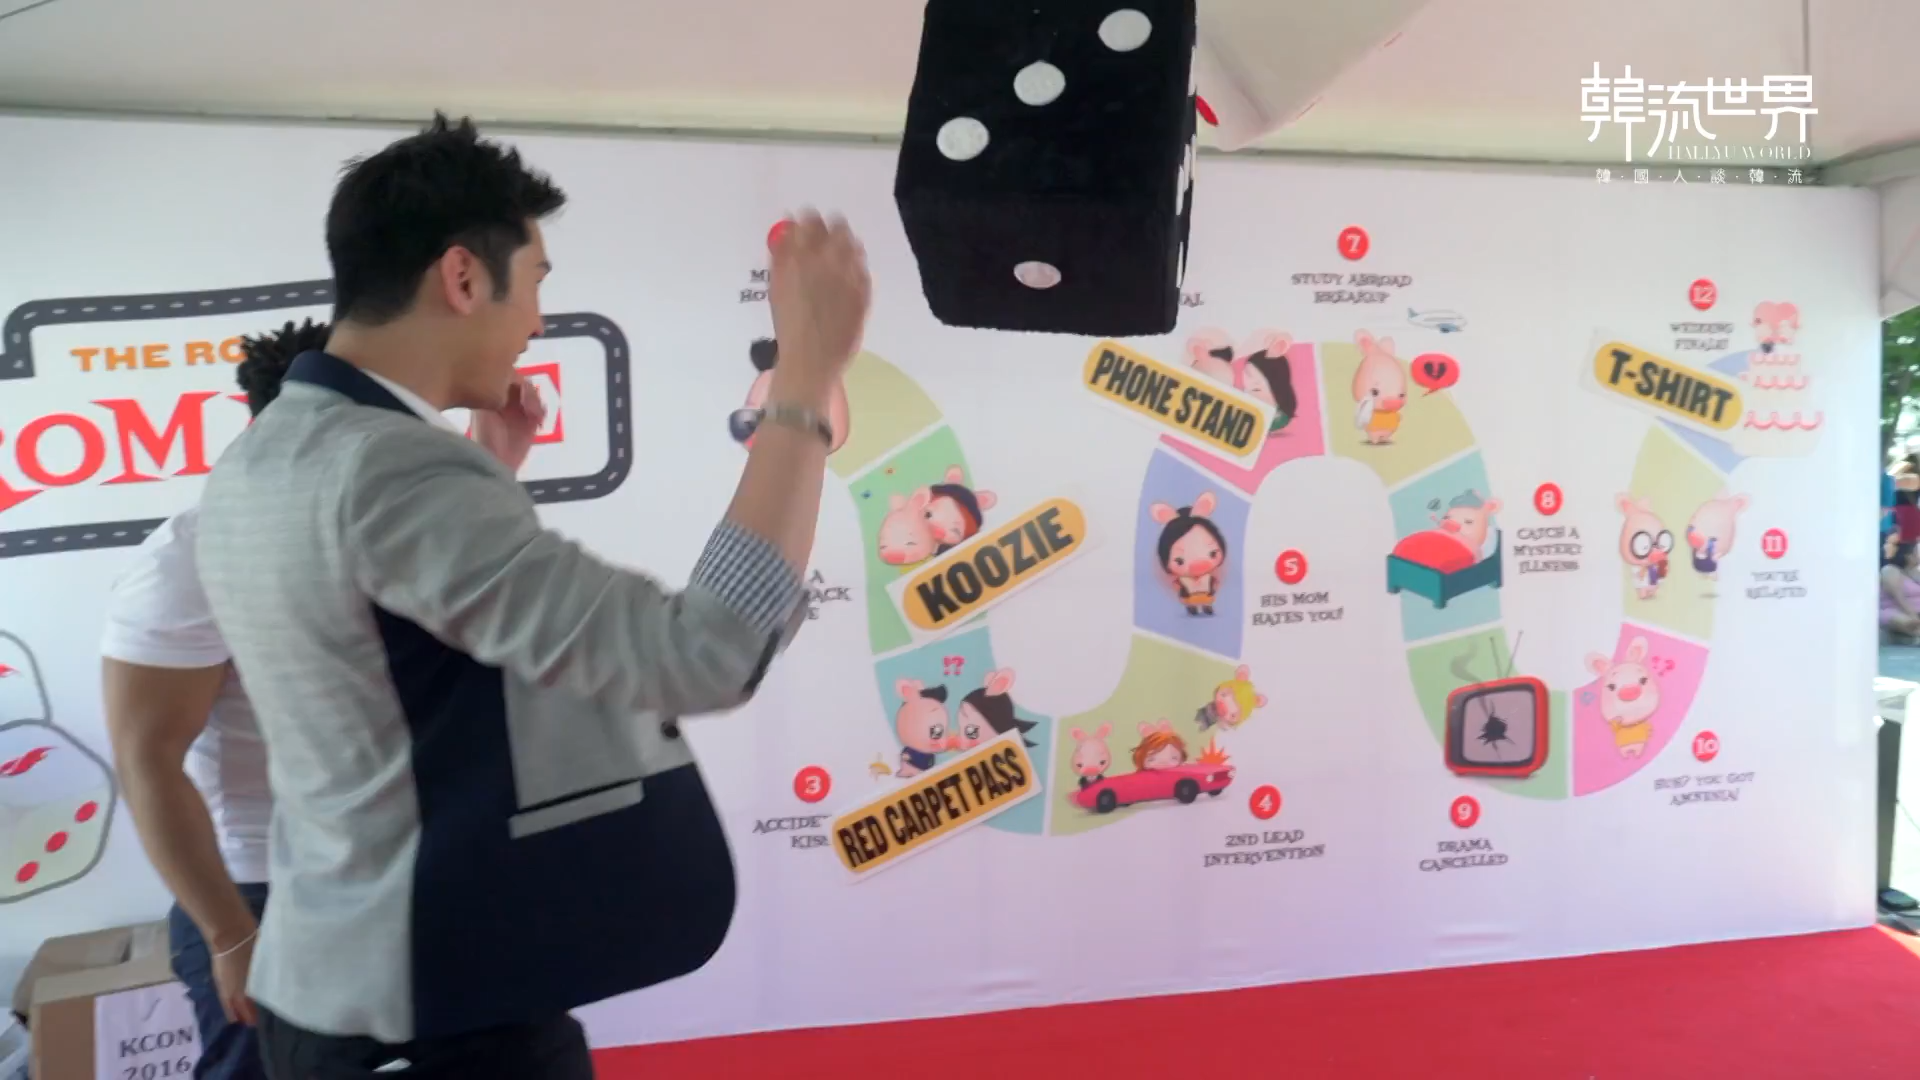 韓流世界
HALLYU WORLD
韓·國·人·談·韓·流
THE RO
ROM
E
7
STUDY ABROAD
BREAKUP
12
WEDDING
FINALE!
PHONE STAND
T-SHIRT
KOOZIE
5
HIS MOM
HATES YOU!
8
CATCH A
MYSTERY
ILLNESS
11
YOU'RE
RELATED
3
RED CARPET PASS
4
2ND LEAD
INTERVENTION
9
DRAMA
CANCELLED
10
HUH? YOU GOT
AMNESIA!
KCON
2016